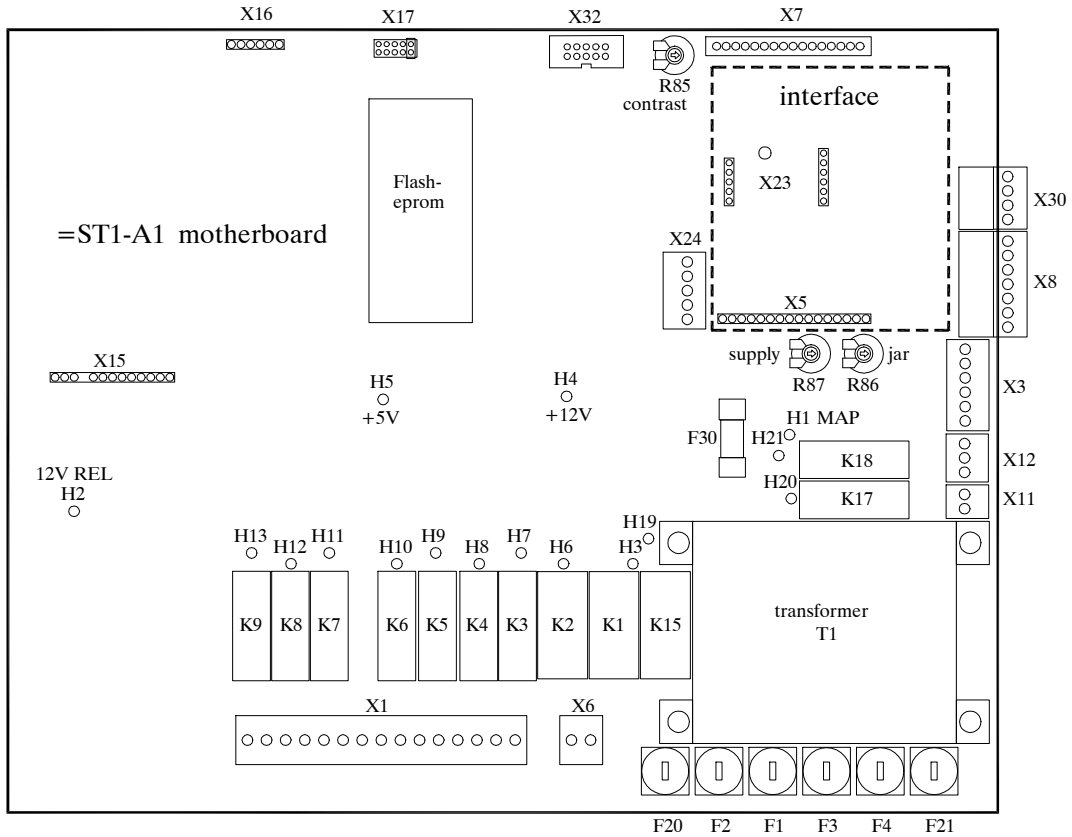 X16
X17
X32
X7
R85
contrast
interface
X23
Flash-
eprom
X30
=ST1-A1 motherboard
X24
X8
X5
supply
jar
R87
R86
X15
H5
+5V
H4
+12V
X3
F30
H1 MAP
H21
K18
X12
12V REL
H2
H20
K17
X11
H13
H12
H11
H10
H9
H8
H7
H6
H3
H19
K9
K8
K7
K6
K5
K4
K3
K2
K1
K15
transformer
T1
X1
X6
F20
F2
F1
F3
F4
F21